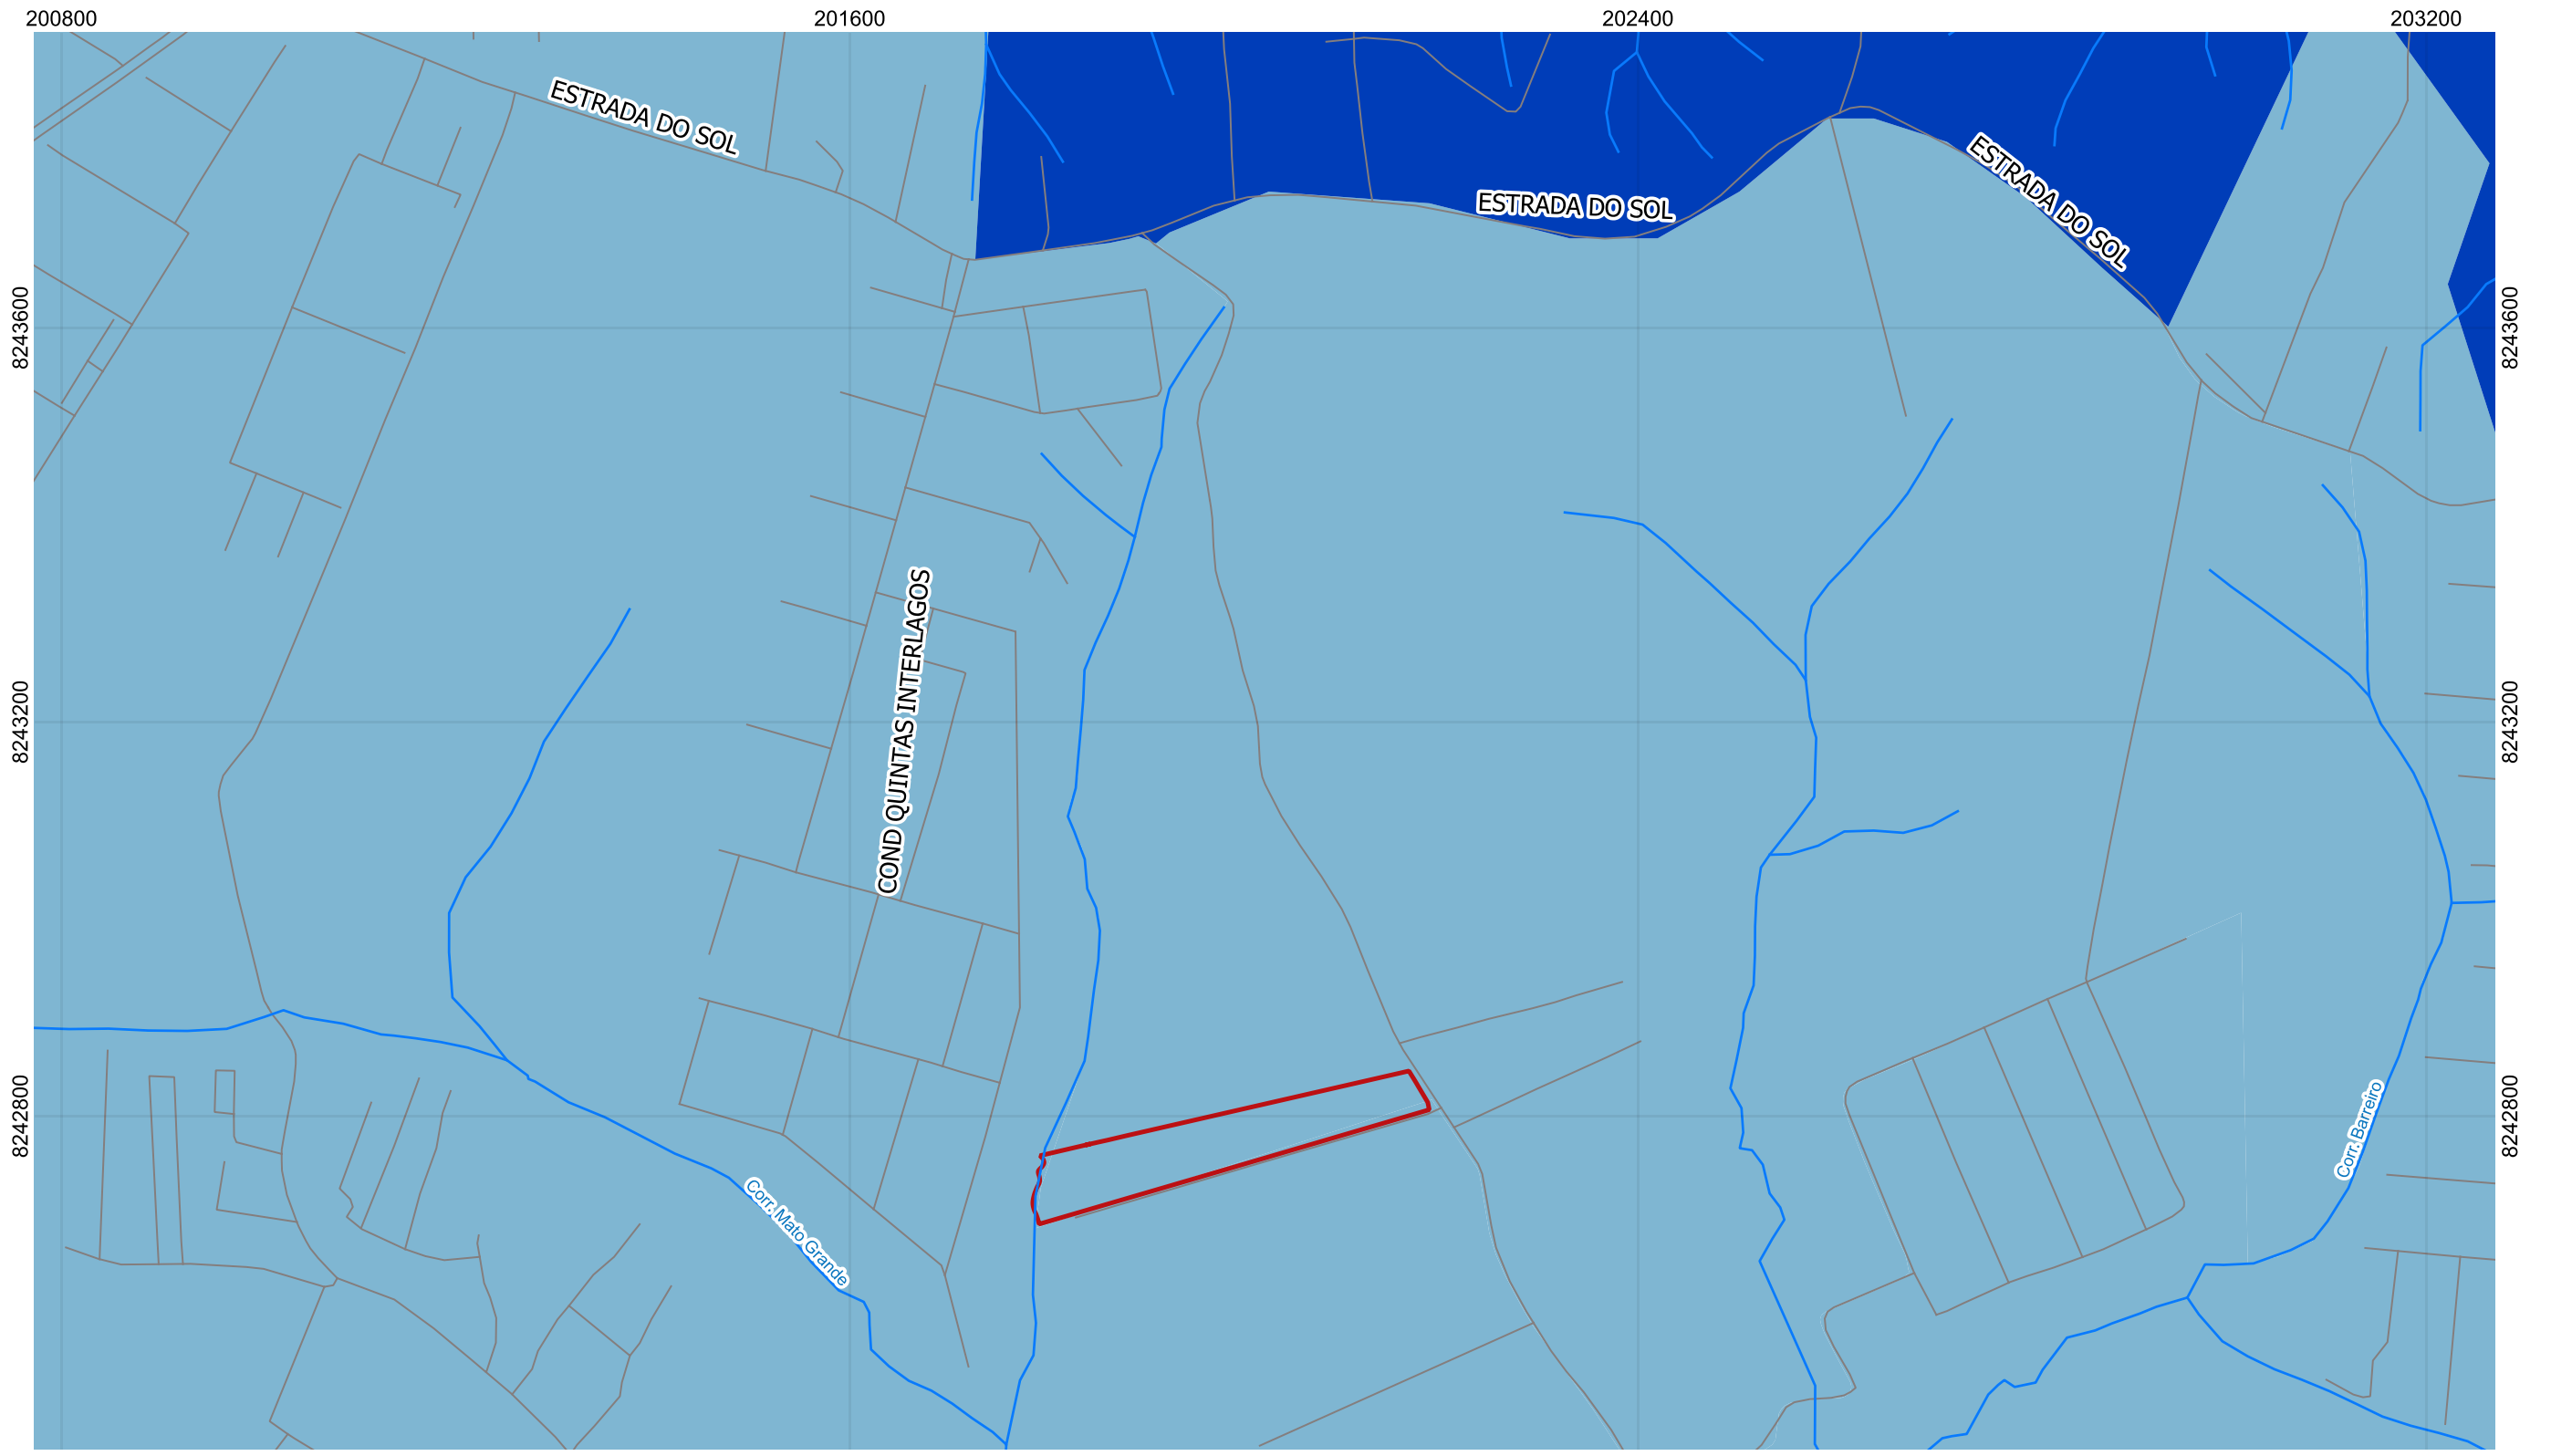 200800
201600
202400
203200
ESTRADA DO SOL
ESTRADA DO SOL
ESTRADA DO SOL
8243600
8243600
COND QUINTAS INTERLAGOS
8243200
8243200
8242800
8242800
Corr. Barreiro
Corr. Mato Grande